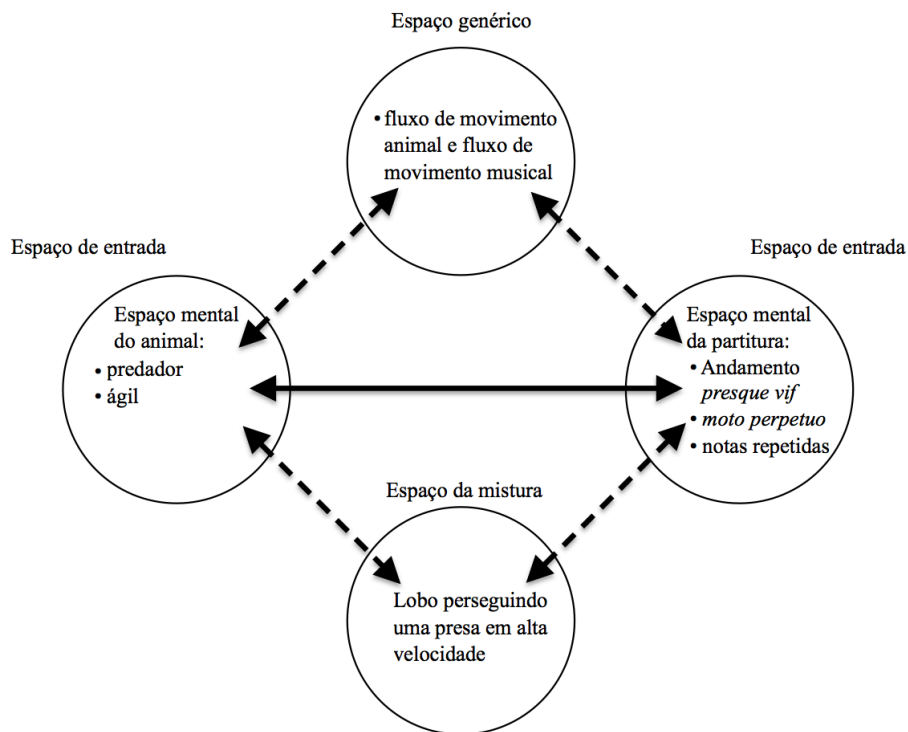 Espaço genérico
• fluxo de movimento
animal e fluxo de
movimento musical
Espaço de entrada
Espaço mental
do animal:
• predador
• ágil
Espaço de entrada
Espaço mental
da partitura:
• Andamento
presque vif
• moto perpetuo
• notas repetidas
Espaço da mistura
Lobo perseguindo
uma presa em alta
velocidade